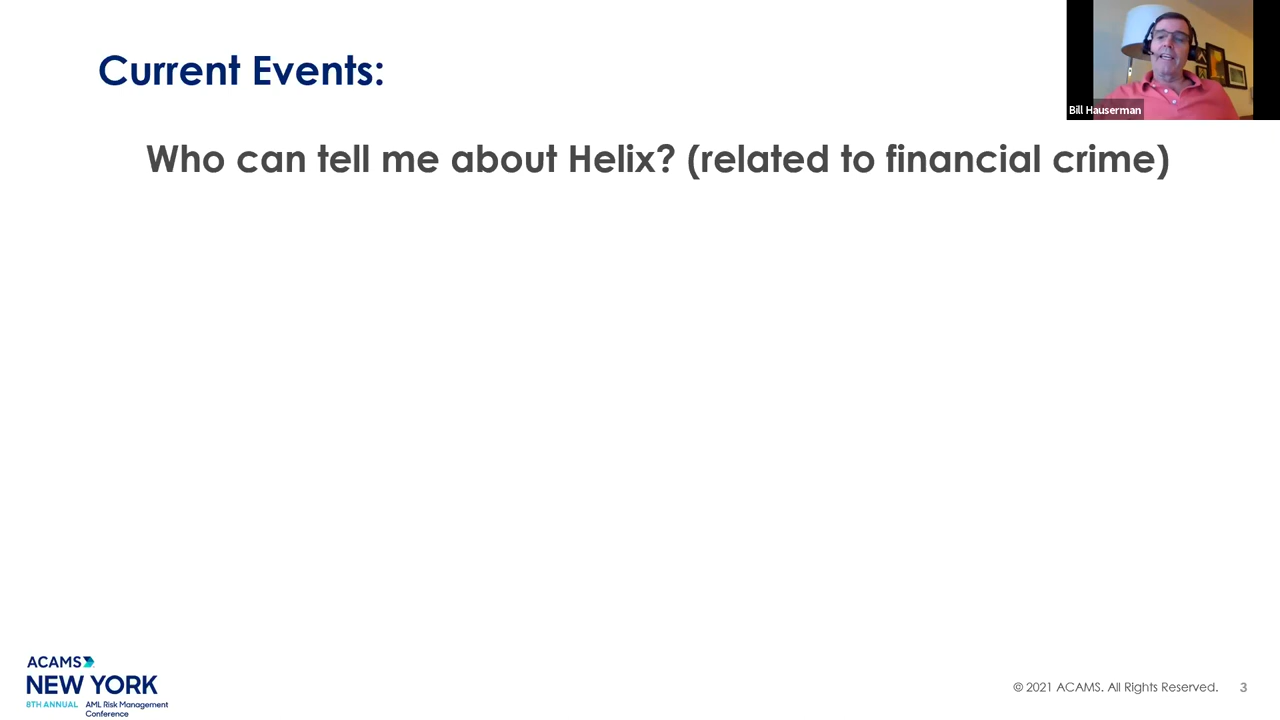 Current Events:
Bill Hauserman
Who can tell me about Helix? (related to financial crime)
ACAMS
NEW YORK
8TH ANNUAL AML Risk Management
Conference
© 2021 ACAMS. All Rights Reserved. 3